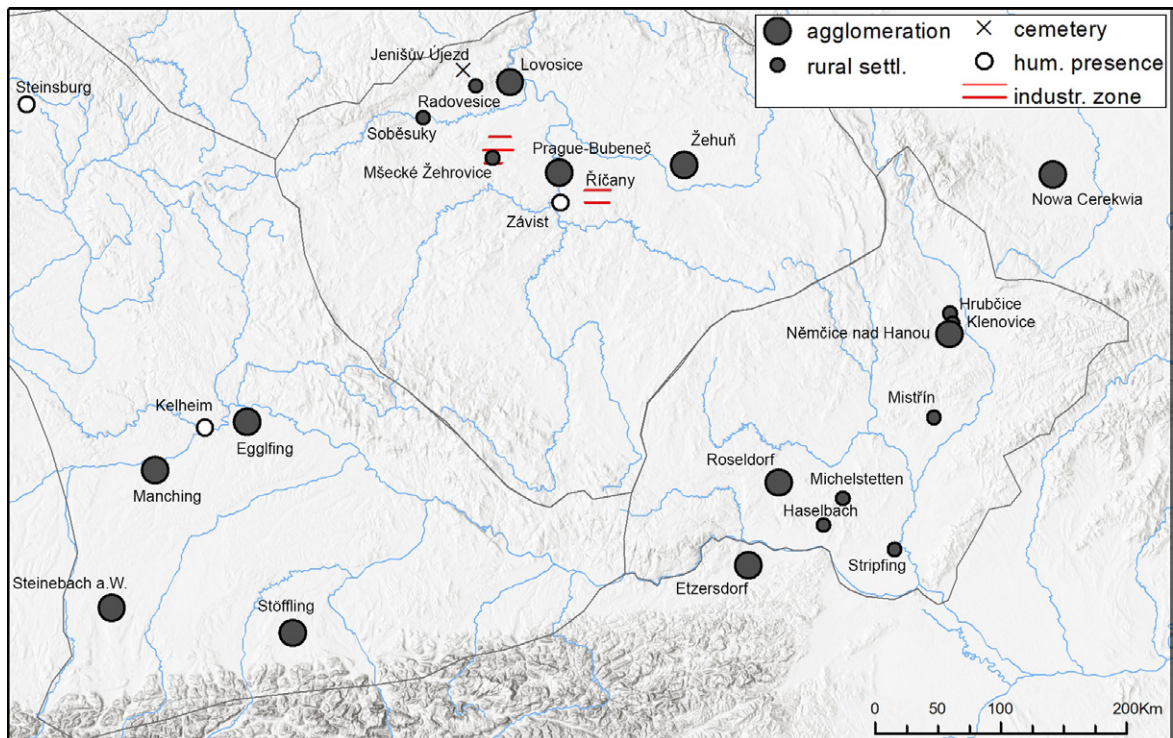 agglomeration
cemetery
rural settl.
hum. presence
industr. zone
Jenišův Újezd
Lovosice
Steinsburg
Radovesice
Soběsuky
Prague-Bubeneč
Žehuň
Mšecké Žehrovice
Říčany
Nowa Cerekwia
Závist
Hrubčice
Klenovice
Němčice nad Hanou
Mistřín
Kelheim
Egglfing
Roseldorf
Michelstetten
Manching
Haselbach
Stripfing
Etzersdorf
Steinebach a.W.
Stöffling
0 50 100 200Km